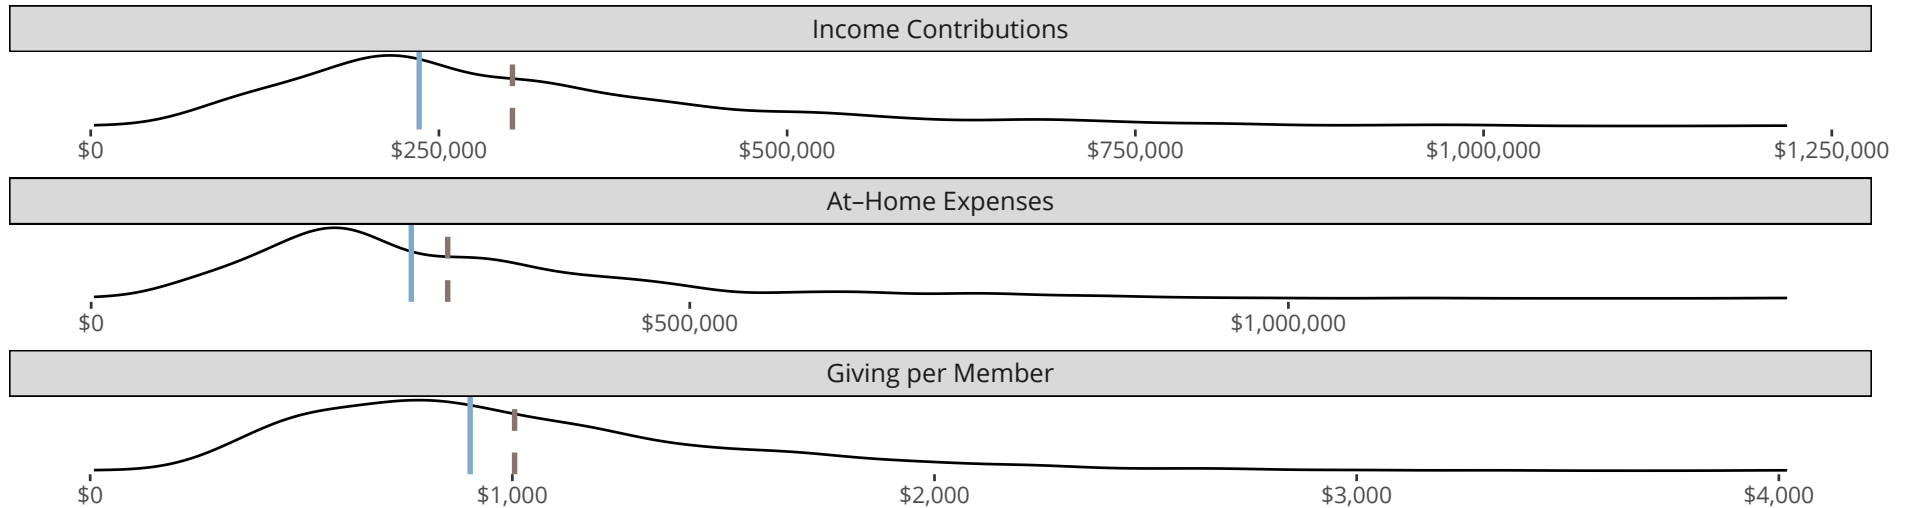 Income Contributions
$0 $250,000 $500,000 $750,000 $1,000,000 $1,250,000
At–Home Expenses
$0 $500,000 $1,000,000
Giving per Member
$0 $1,000 $2,000 $3,000 $4,000